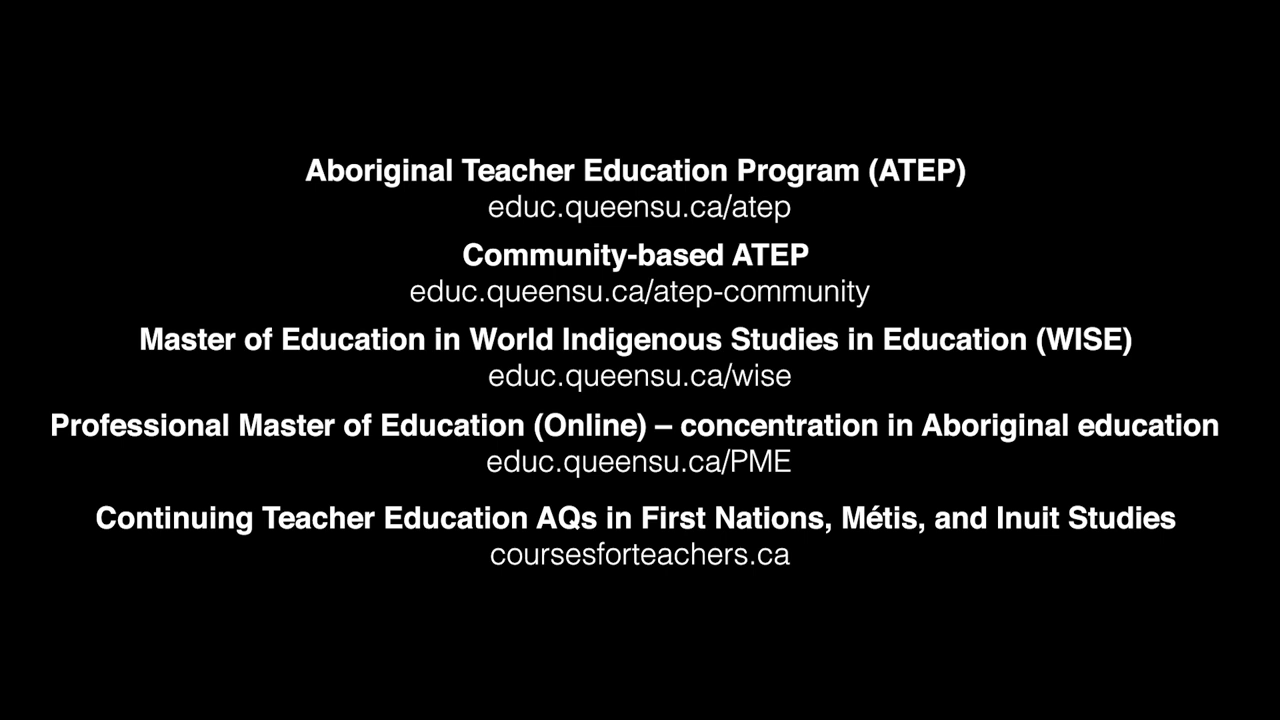 Aboriginal Teacher Education Program (ATEP)
educ.queensu.ca/atep
Community-based ATEP
educ.queensu.ca/atep-community
Master of Education in World Indigenous Studies in Education (WISE)
educ.queensu.ca/wise
Professional Master of Education (Online) – concentration in Aboriginal education
educ.queensu.ca/PME
Continuing Teacher Education AQs in First Nations, Métis, and Inuit Studies
coursesforteachers.ca